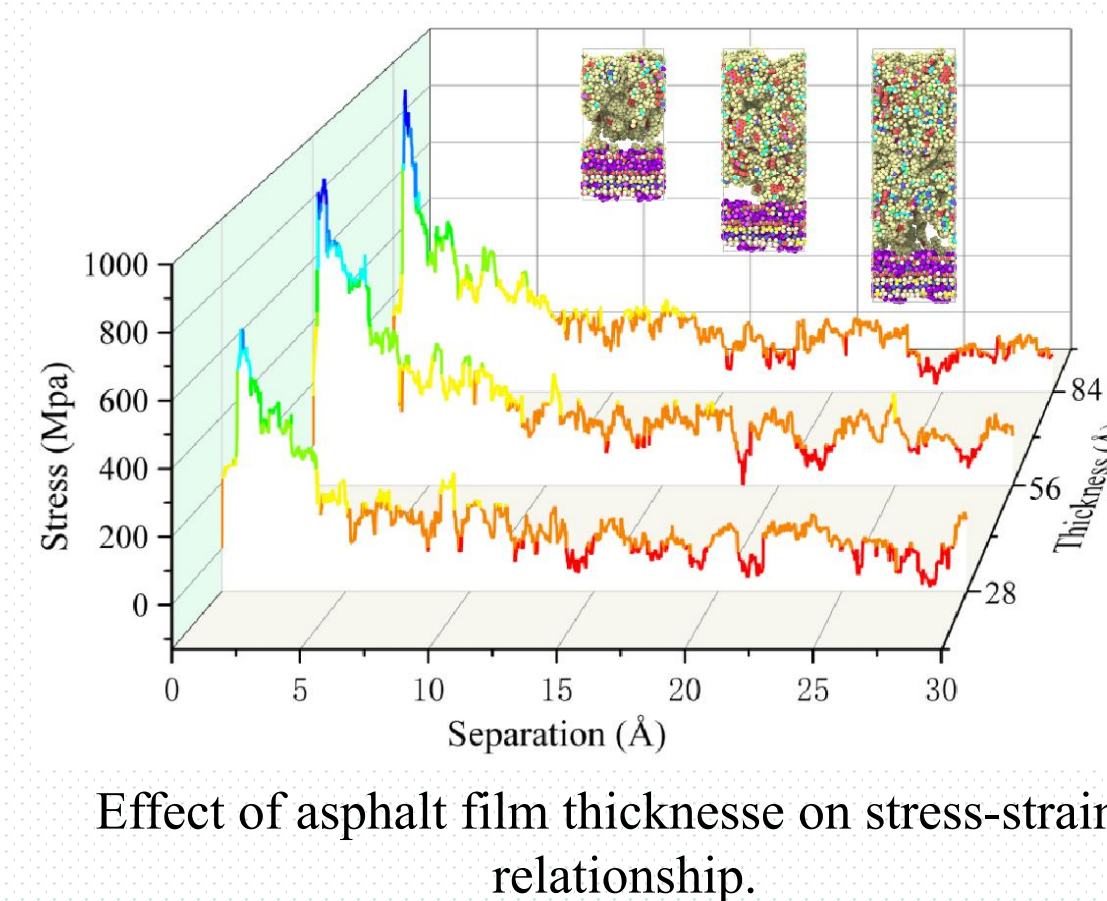 1000
800
600
400
200
0
Stress (Mpa)
0 5 10 15 20 25 30
Separation (Å)
84
56
28
Thickness (Å)
Effect of asphalt film thicknesse on stress-strain
relationship.